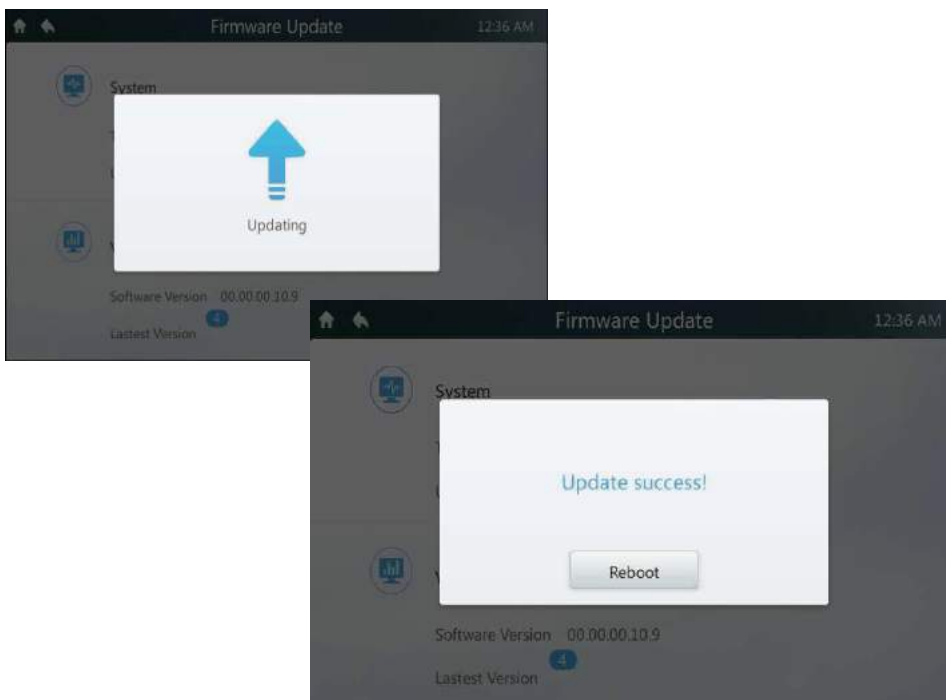 Firmware Update 12:36 AM
System
Updating
Software Version 00.00.00.10.9
4
Lastest Version
Firmware Update 12:36 AM
System
Update success!
Reboot
Software Version 00.00.00.10.9
4
Lastest Version